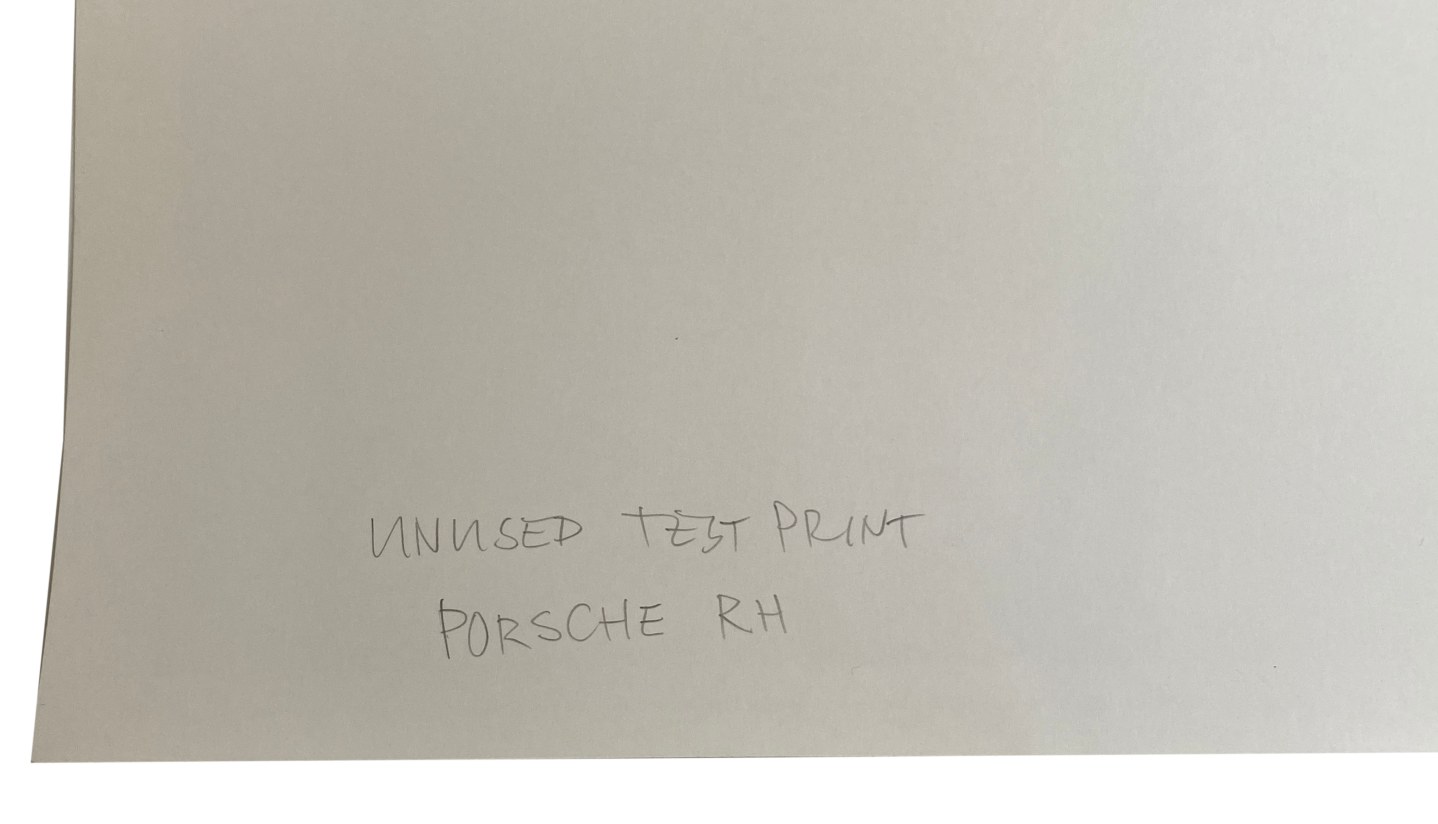 UNUSED TEST PRINT
PORSCHE RH